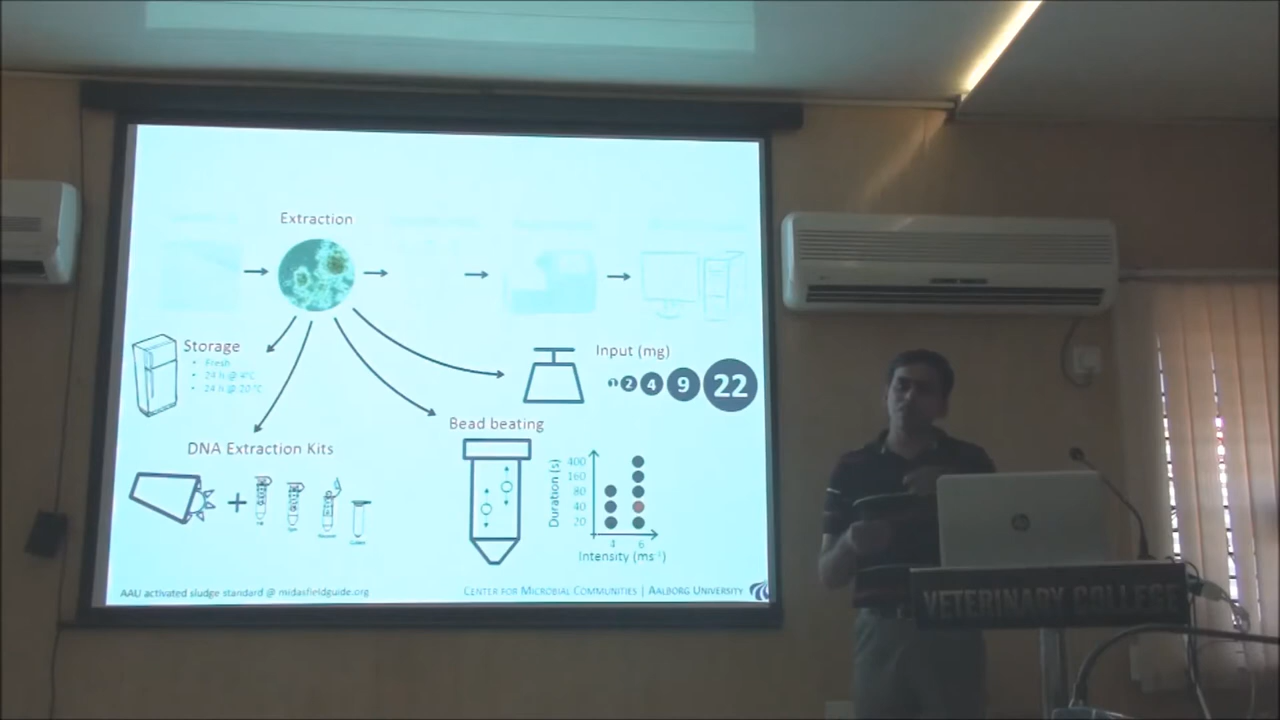 Extraction
Storage
• Fresh
• 24 h @ 4°C
• 24 h @ 20 °C
Input (mg)
1 2 4 9 22
Bead beating
DNA Extraction Kits
+
Duration (s)
400
160
80
40
20
4 6
Intensity (ms⁻¹)
AAU activated sludge standard @ midasfieldguide.org
CENTER FOR MICROBIAL COMMUNITIES | AALBORG UNIVERSITY
hp
VETERINARY COLLEGE